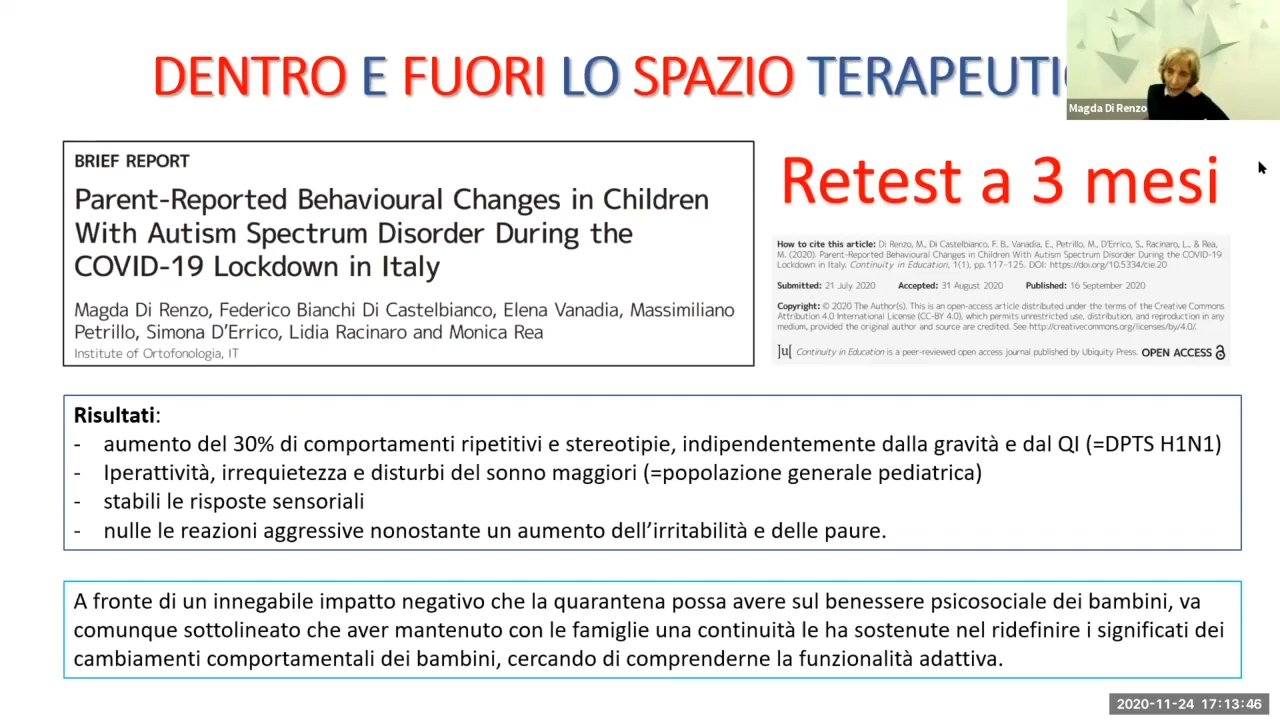 DENTRO E FUORI LO SPAZIO TERAPEUTI
Magda Di Renzo
BRIEF REPORT
Parent-Reported Behavioural Changes in Children
With Autism Spectrum Disorder During the
COVID-19 Lockdown in Italy
Magda Di Renzo, Federico Bianchi Di Castelbianco, Elena Vanadia, Massimiliano
Petrillo, Simona D'Errico, Lidia Racinaro and Monica Rea
Institute of Ortofonologia, IT
Retest a 3 mesi
How to cite this article: Di Renzo, M., Di Castelbianco, F. B., Vanadia, E., Petrillo, M., D'Errico, S., Racinaro, L., & Rea,
M. (2020). Parent-Reported Behavioural Changes in Children With Autism Spectrum Disorder During the COVID-19
Lockdown in Italy. Continuity in Education, 1(1), pp. 117–125. DOI: https://doi.org/10.5334/cie.20
Submitted: 21 July 2020 Accepted: 31 August 2020 Published: 16 September 2020
Copyright: © 2020 The Author(s). This is an open-access article distributed under the terms of the Creative Commons
Attribution 4.0 International License (CC-BY 4.0), which permits unrestricted use, distribution, and reproduction in any
medium, provided the original author and source are credited. See http://creativecommons.org/licenses/by/4.0/.
]u[ Continuity in Education is a peer-reviewed open access journal published by Ubiquity Press. OPEN ACCESS
Risultati:
- aumento del 30% di comportamenti ripetitivi e stereotipie, indipendentemente dalla gravità e dal QI (=DPTS H1N1)
- Iperattività, irrequietezza e disturbi del sonno maggiori (=popolazione generale pediatrica)
- stabili le risposte sensoriali
- nulle le reazioni aggressive nonostante un aumento dell'irritabilità e delle paure.
A fronte di un innegabile impatto negativo che la quarantena possa avere sul benessere psicosociale dei bambini, va
comunque sottolineato che aver mantenuto con le famiglie una continuità le ha sostenute nel ridefinire i significati dei
cambiamenti comportamentali dei bambini, cercando di comprenderne la funzionalità adattiva.
2020-11-24 17:13:46